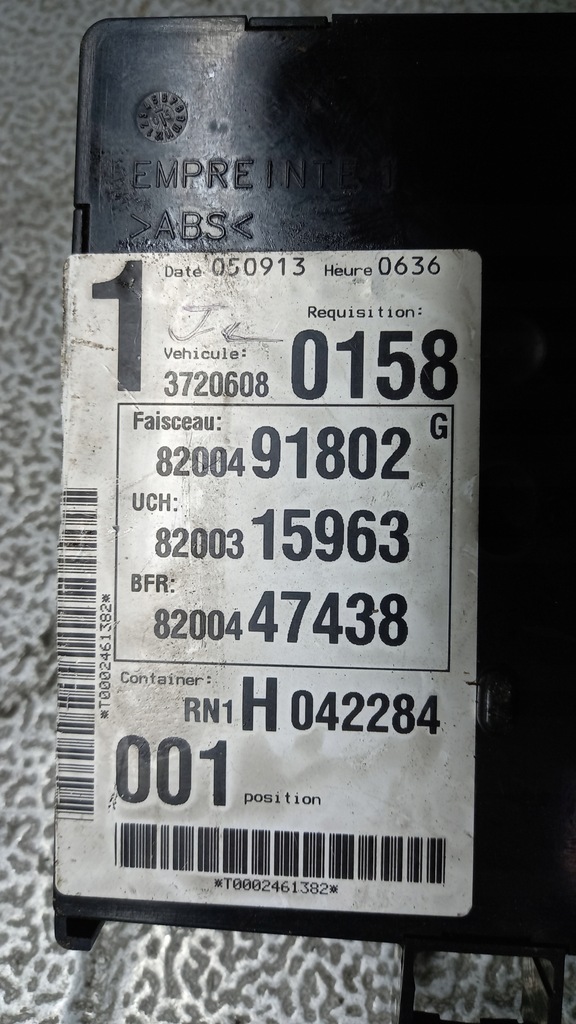 EMPREINTE 1
>ABS<
1
Date 050913 Heure 0636
Requisition:
Vehicule:
3720608 0158
Faisceau: G
82004 91802
UCH:
82003 15963
BFR:
82004 47438
Container:
RN1 H 042284
001 position
*T0002461382*
*T0002461382*